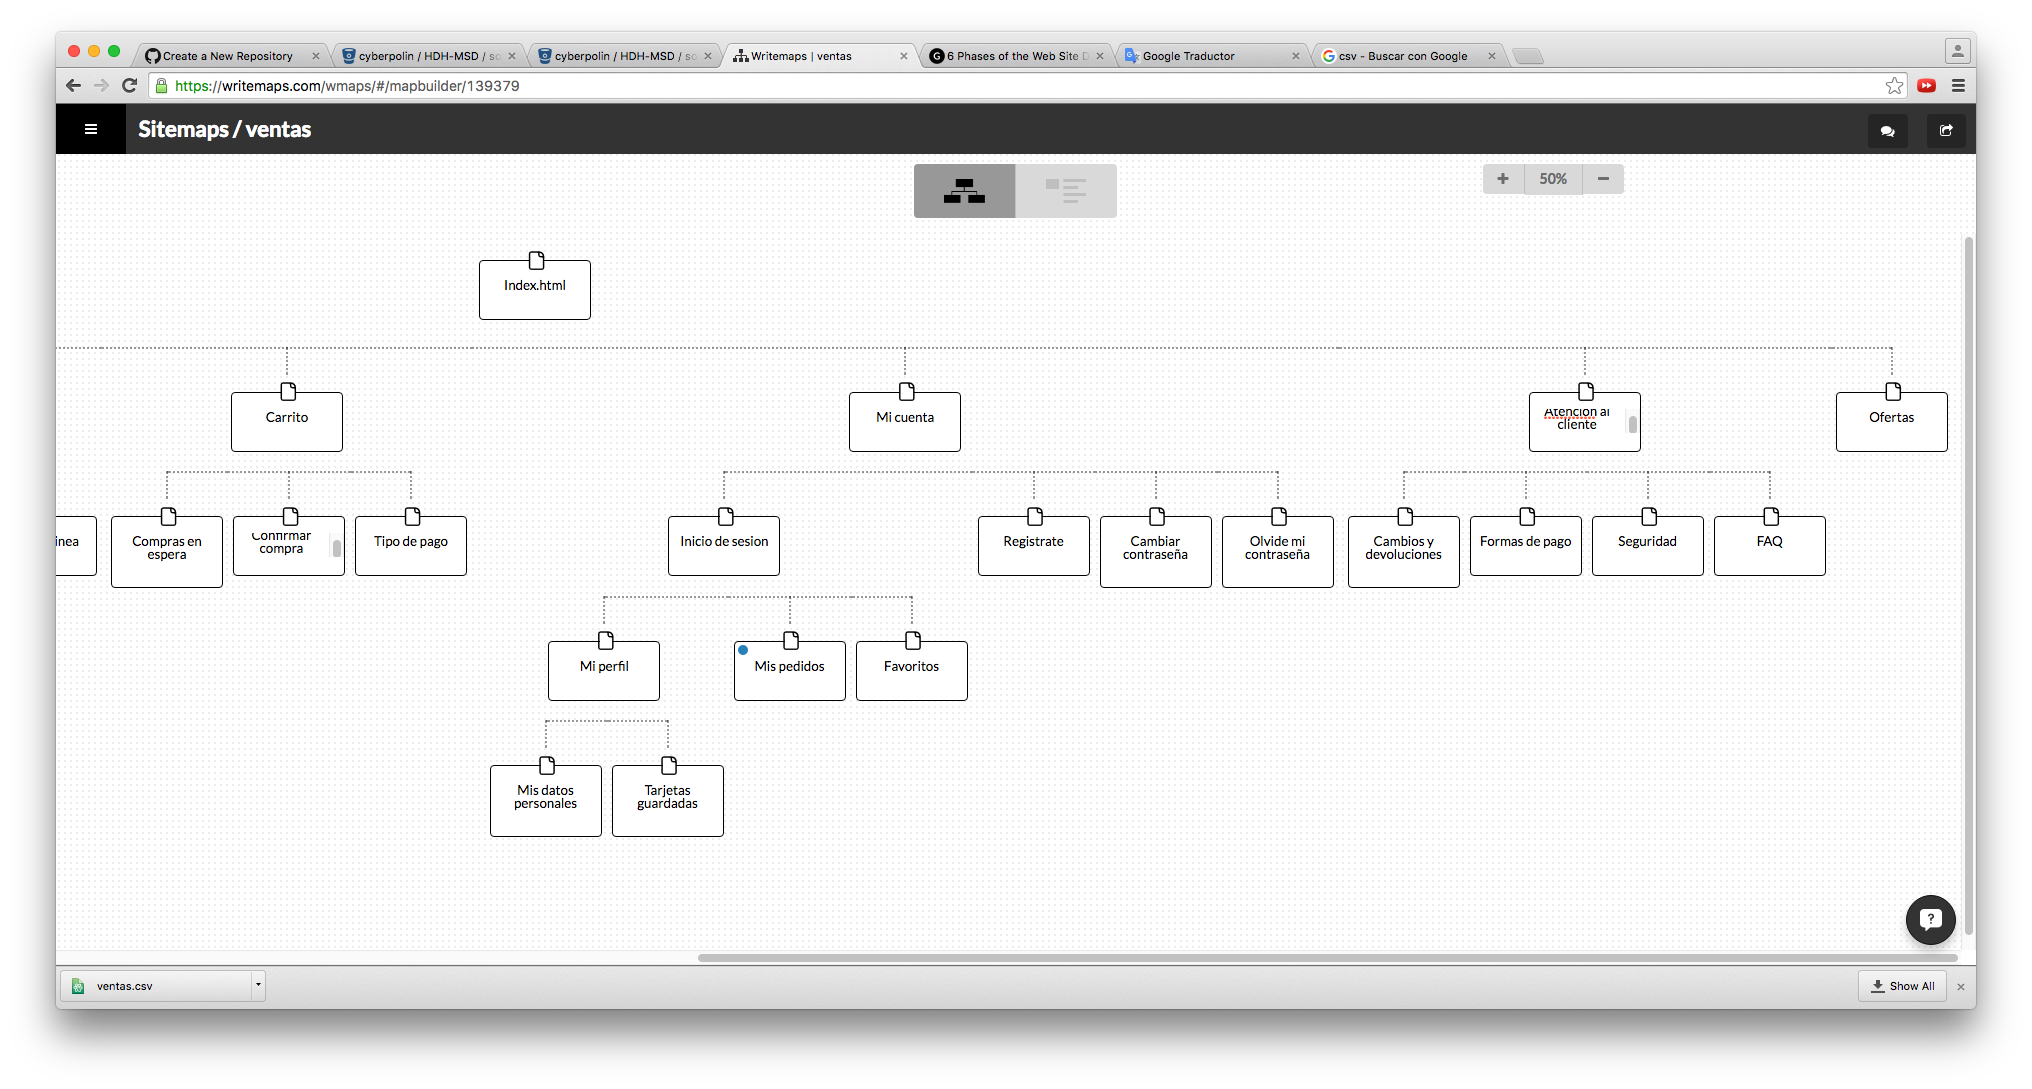 Create a New Repository
cyberpolin / HDH-MSD / so
cyberpolin / HDH-MSD / so
Writemaps | ventas
6 Phases of the Web Site D
Google Traductor
csv - Buscar con Google
https://writemaps.com/wmaps/#/mapbuilder/139379
Sitemaps / ventas
50%
Index.html
Carrito
Mi cuenta
Atencion al
cliente
Ofertas
inea
Compras en
espera
Confirmar
compra
Tipo de pago
Inicio de sesion
Registrate
Cambiar
contraseña
Olvide mi
contraseña
Cambios y
devoluciones
Formas de pago
Seguridad
FAQ
Mi perfil
Mis pedidos
Favoritos
Mis datos
personales
Tarjetas
guardadas
ventas.csv
Show All